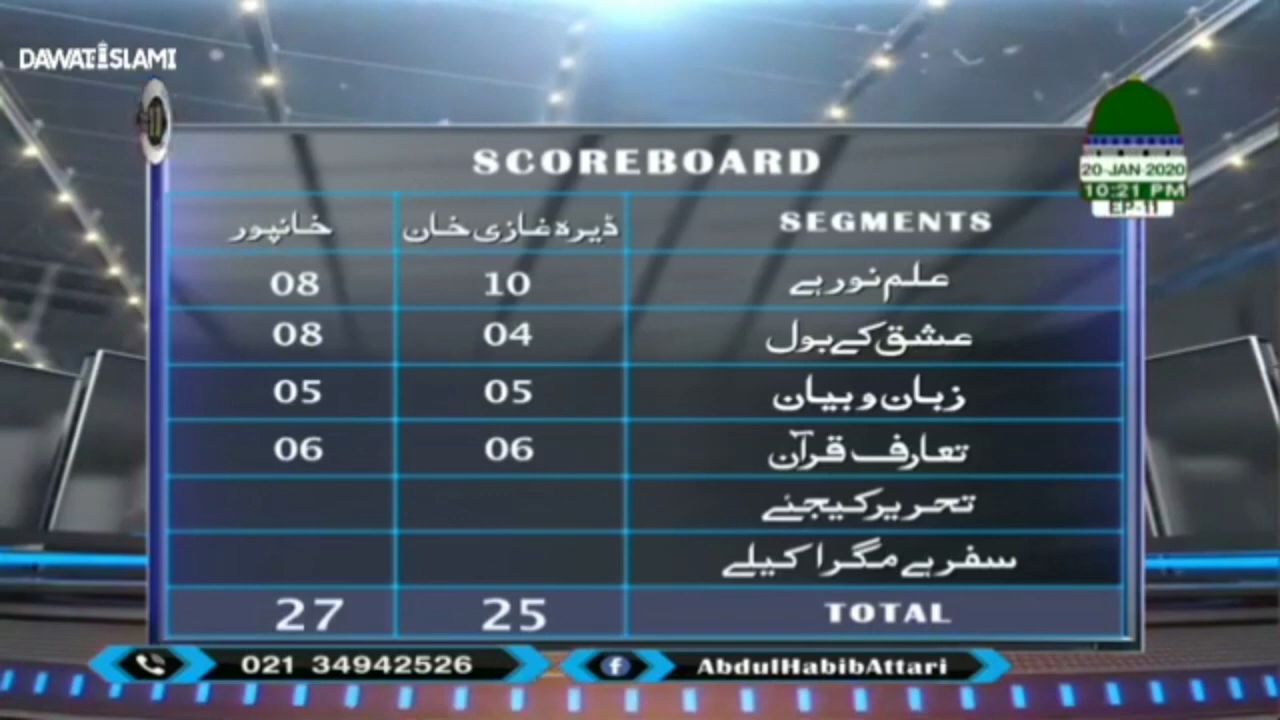 DAWATEISLAMI
SCOREBOARD
20-JAN-2020
10:21 PM
EP-11
SEGMENTS ڈیرہ غازی خان خانپور
علم نور ہے 10 08
عشق کے بول 04 08
زبان و بیان 05 05
تعارف قرآن 06 06
تحریر کیجئے
سفر ہے مگر اکیلے
TOTAL 25 27
021 34942526 AbdulHabibAttari